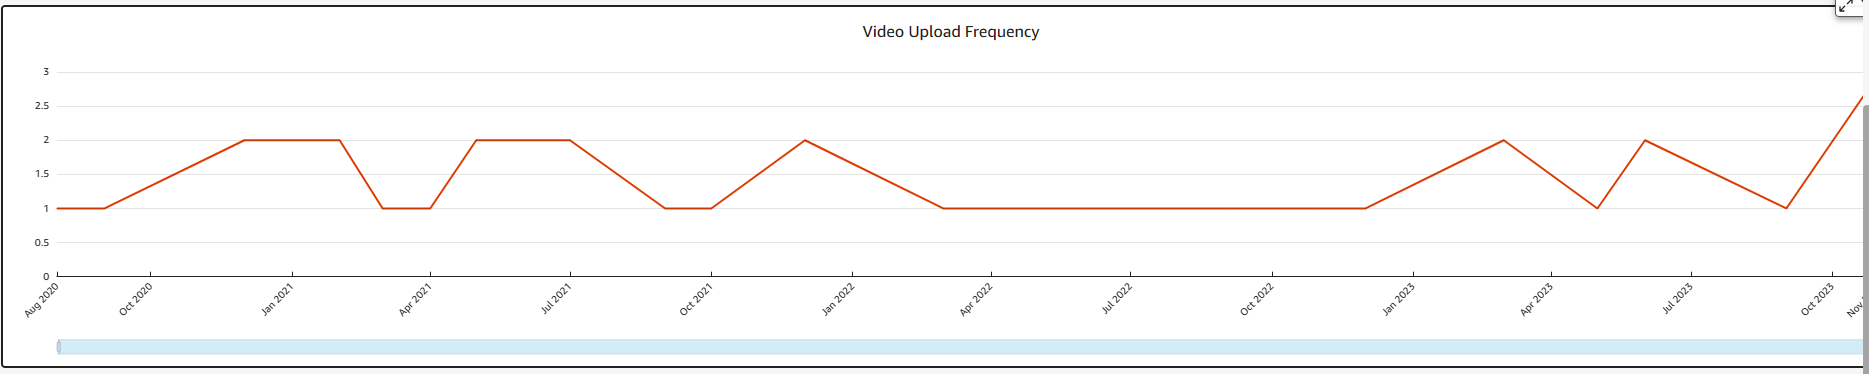 Video Upload Frequency
3
2.5
2
1.5
1
0.5
0
Aug 2020
Oct 2020
Jan 2021
Apr 2021
Jul 2021
Oct 2021
Jan 2022
Apr 2022
Jul 2022
Oct 2022
Jan 2023
Apr 2023
Jul 2023
Oct 2023
Nov